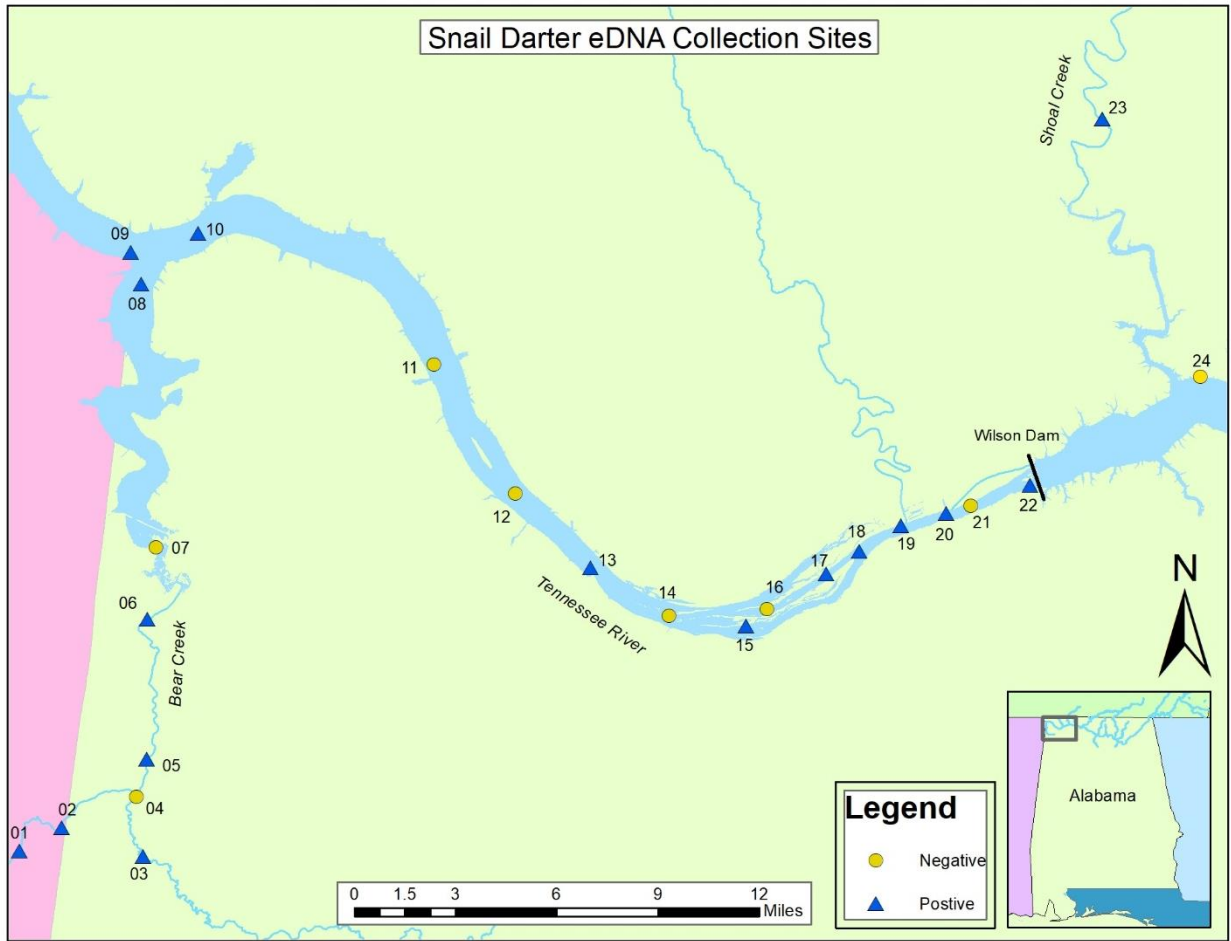 Snail Darter eDNA Collection Sites
Shoal Creek
23
09
10
08
11
24
Wilson Dam
12
22
21
20
19
18
07
13
17
16
14
15
Tennessee River
06
Bear Creek
N
05
04
02
01
03
0 1.5 3 6 9 12
Miles
Legend
Negative
Postive
Alabama